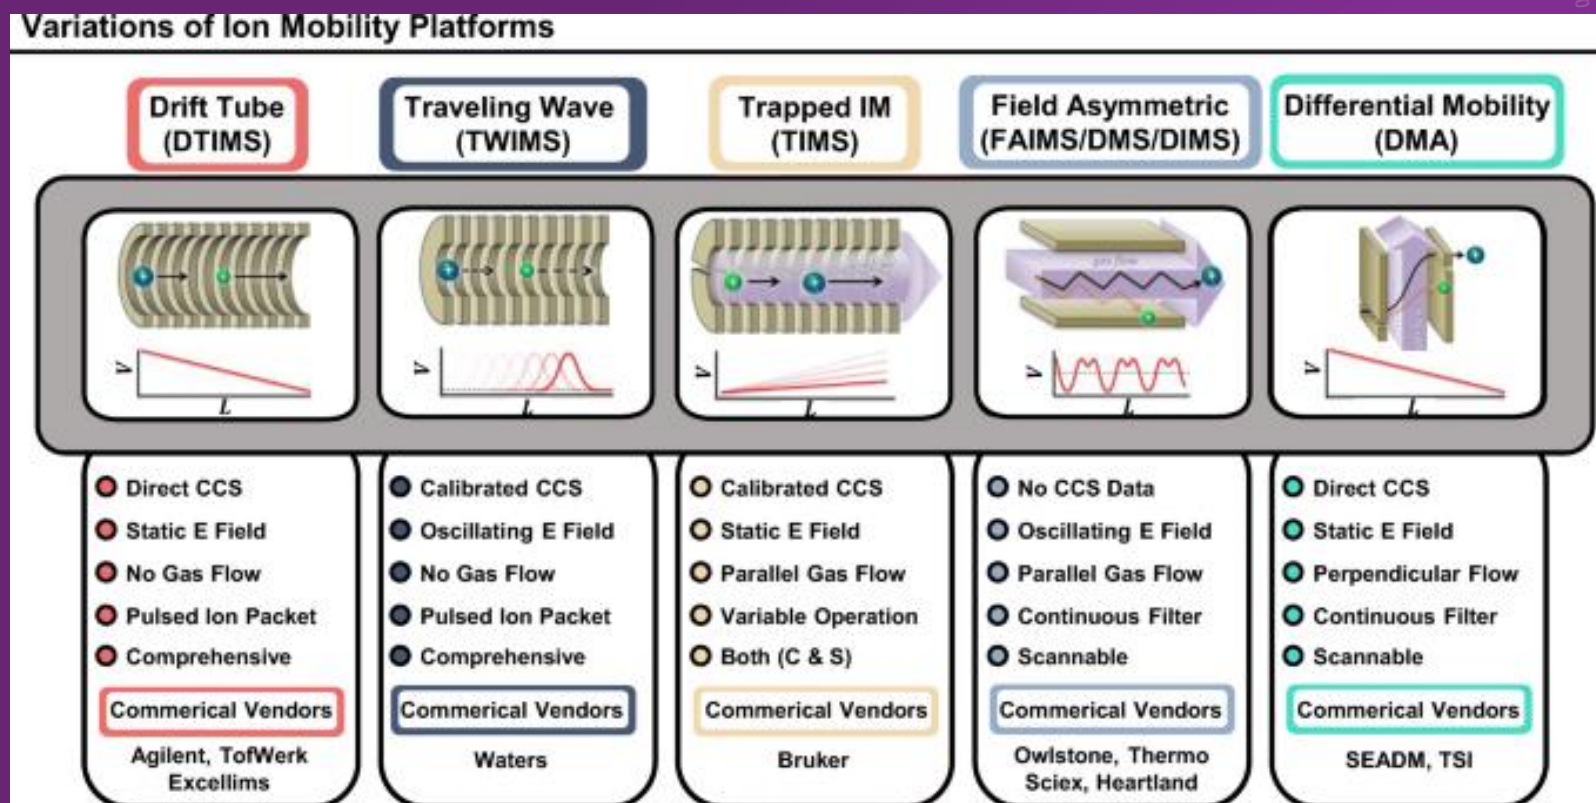 Variations of Ion Mobility Platforms
Drift Tube
(DTIMS)
Traveling Wave
(TWIMS)
Trapped IM
(TIMS)
Field Asymmetric
(FAIMS/DMS/DIMS)
Differential Mobility
(DMA)
V
L
V
L
V
L
gas flow
V
L
V
L
Direct CCS
Static E Field
No Gas Flow
Pulsed Ion Packet
Comprehensive
Commerical Vendors
Agilent, TofWerk
Excellims
Calibrated CCS
Oscillating E Field
No Gas Flow
Pulsed Ion Packet
Comprehensive
Commerical Vendors
Waters
Calibrated CCS
Static E Field
Parallel Gas Flow
Variable Operation
Both (C & S)
Commerical Vendors
Bruker
No CCS Data
Oscillating E Field
Parallel Gas Flow
Continuous Filter
Scannable
Commerical Vendors
Owlstone, Thermo
Sciex, Heartland
Direct CCS
Static E Field
Perpendicular Flow
Continuous Filter
Scannable
Commerical Vendors
SEADM, TSI